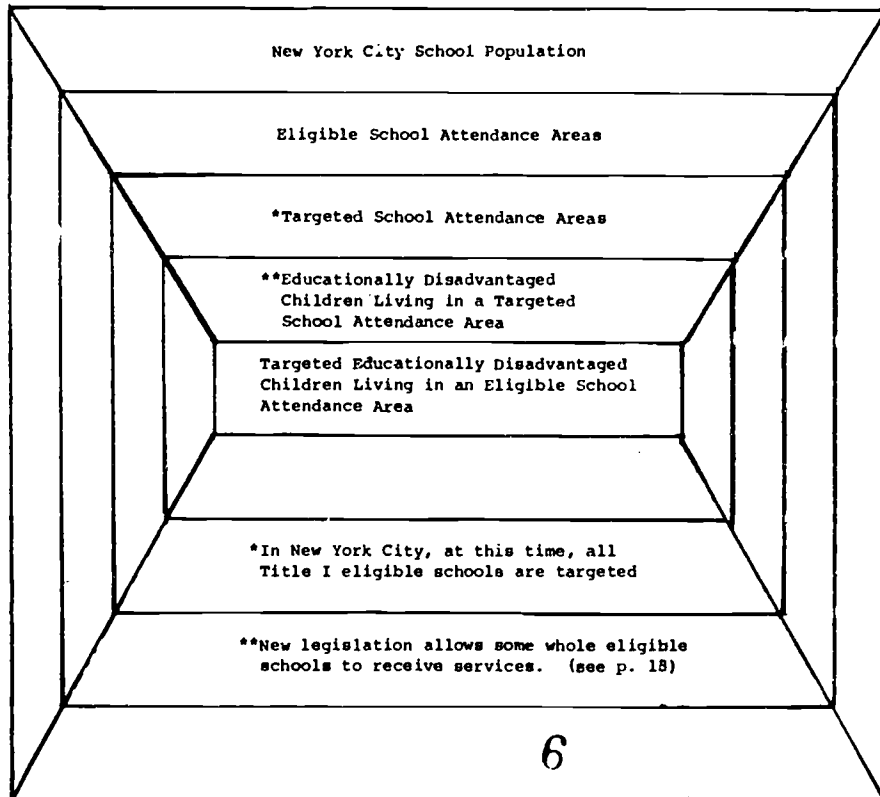 New York City School Population
Eligible School Attendance Areas
*Targeted School Attendance Areas
**Educationally Disadvantaged
Children Living in a Targeted
School Attendance Area
Targeted Educationally Disadvantaged
Children Living in an Eligible School
Attendance Area
*In New York City, at this time, all
Title I eligible schools are targeted
**New legislation allows some whole eligible
schools to receive services. (see p. 18)
6